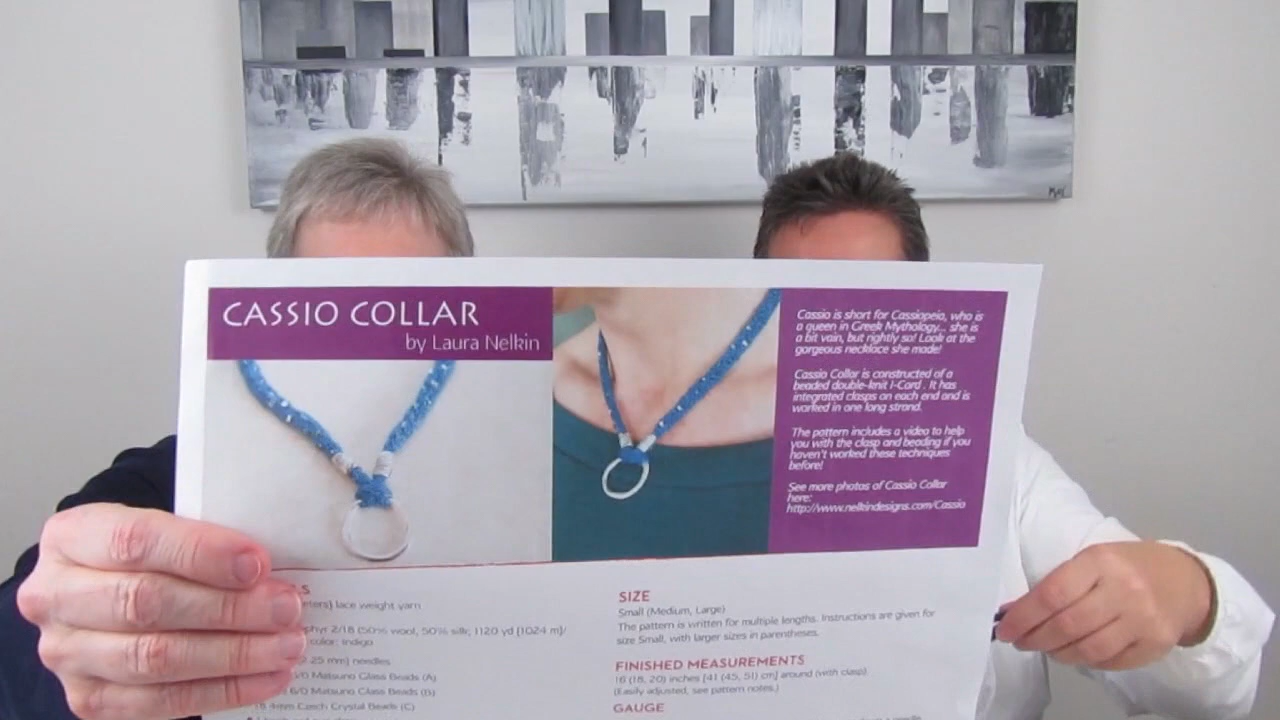 CASSIO COLLAR
by Laura Nelkin
Cassio is short for Cassiopeia, who is
a queen in Greek Mythology... she is
a bit vain, but rightly so! Look at the
gorgeous necklace she made!
Cassio Collar is constructed of a
beaded double-knit I-Cord . It has
integrated clasps on each end and is
worked in one long strand.
The pattern includes a video to help
you with the clasp and beading if you
haven't worked these techniques
before!
See more photos of Cassio Collar
here:
http://www.nelkindesigns.com/Cassio
lace weight yarn
2/18 (50% wool, 50% silk; 1120 yd [1024 m]/
color: Indigo
25 mm) needles
Matsuno Glass Beads (A)
6/0 Matsuno Glass Beads (B)
4mm Czech Crystal Beads (C)
SIZE
Small (Medium, Large)
The pattern is written for multiple lengths. Instructions are given for
size Small, with larger sizes in parentheses.
FINISHED MEASUREMENTS
16 (18, 20) inches [41 (45, 51) cm] around (with clasp)
(Easily adjusted, see pattern notes.)
GAUGE